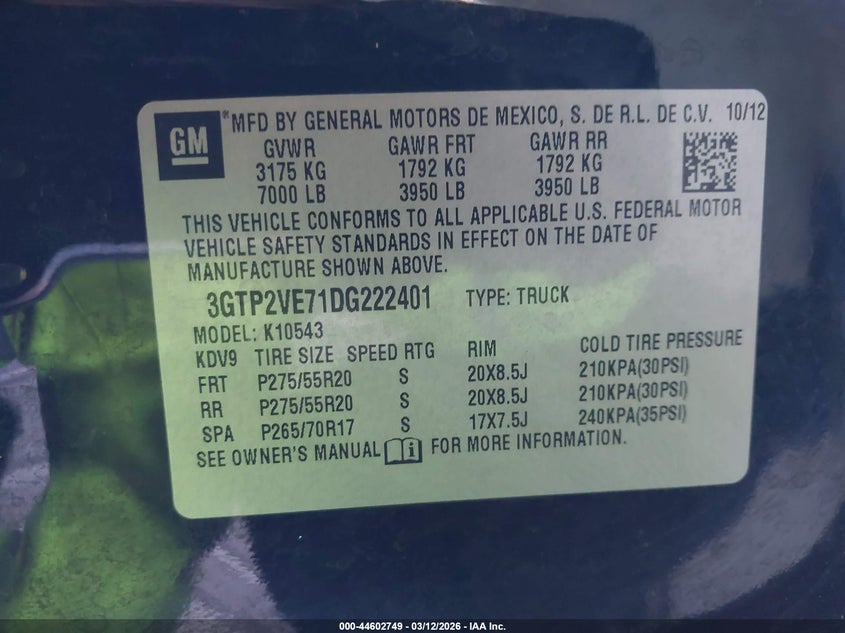 GM ® MFD BY GENERAL MOTORS DE MEXICO, S. DE R.L. DE C.V. 10/12
GVWR GAWR FRT GAWR RR
3175 KG 1792 KG 1792 KG
7000 LB 3950 LB 3950 LB
THIS VEHICLE CONFORMS TO ALL APPLICABLE U.S. FEDERAL MOTOR
VEHICLE SAFETY STANDARDS IN EFFECT ON THE DATE OF
MANUFACTURE SHOWN ABOVE.
3GTP2VE71DG222401 TYPE: TRUCK
MODEL: K10543
KDV9 TIRE SIZE SPEED RTG RIM COLD TIRE PRESSURE
FRT P275/55R20 S 20X8.5J 210KPA(30PSI)
RR P275/55R20 S 20X8.5J 210KPA(30PSI)
SPA P265/70R17 S 17X7.5J 240KPA(35PSI)
SEE OWNER'S MANUAL i FOR MORE INFORMATION.
000-44602749 - 03/12/2026 - IAA Inc.